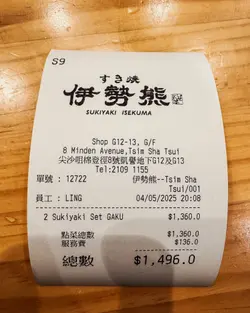 S9
すき焼
伊勢熊
SUKIYAKI ISEKUMA
Shop G12-13, G/F
8 Minden Avenue,Tsim Sha Tsui
尖沙咀棉登徑8號凱譽地下G12及G13
Tel:2109 1155
單號 : 12722 伊勢熊--Tsim Sha
Tsui/001
員工 : LING 04/05/2025 20:08
2 Sukiyaki Set GAKU $1,360.0
點菜總數 $1,360.0
服務費 $136.0
總數 $1,496.0